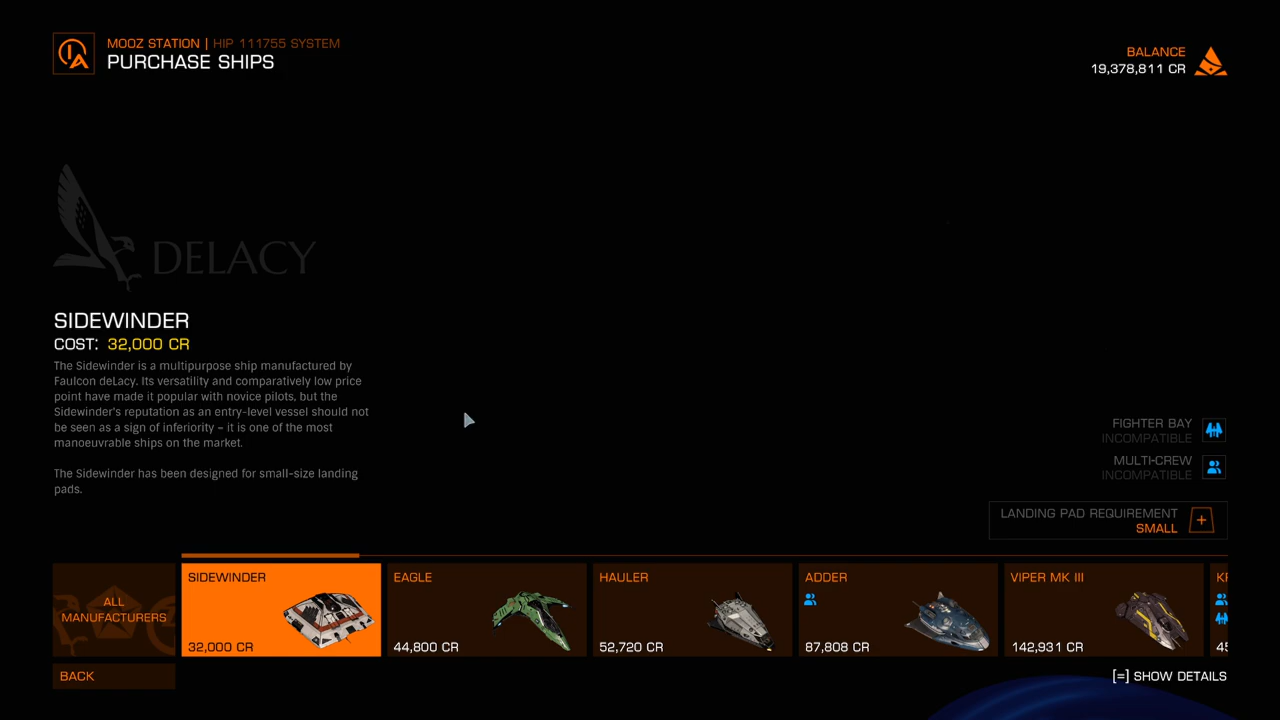 MOOZ STATION | HIP 111755 SYSTEM
PURCHASE SHIPS
BALANCE
19,378,811 CR
DELACY
SIDEWINDER
COST: 32,000 CR
The Sidewinder is a multipurpose ship manufactured by
Faulcon deLacy. Its versatility and comparatively low price
point have made it popular with novice pilots, but the
Sidewinder's reputation as an entry-level vessel should not
be seen as a sign of inferiority – it is one of the most
manoeuvrable ships on the market.
The Sidewinder has been designed for small-size landing
pads.
FIGHTER BAY
INCOMPATIBLE
MULTI-CREW
INCOMPATIBLE
LANDING PAD REQUIREMENT
SMALL
ALL
MANUFACTURERS
SIDEWINDER
32,000 CR
EAGLE
44,800 CR
HAULER
52,720 CR
ADDER
87,808 CR
VIPER MK III
142,931 CR
BACK
[=] SHOW DETAILS